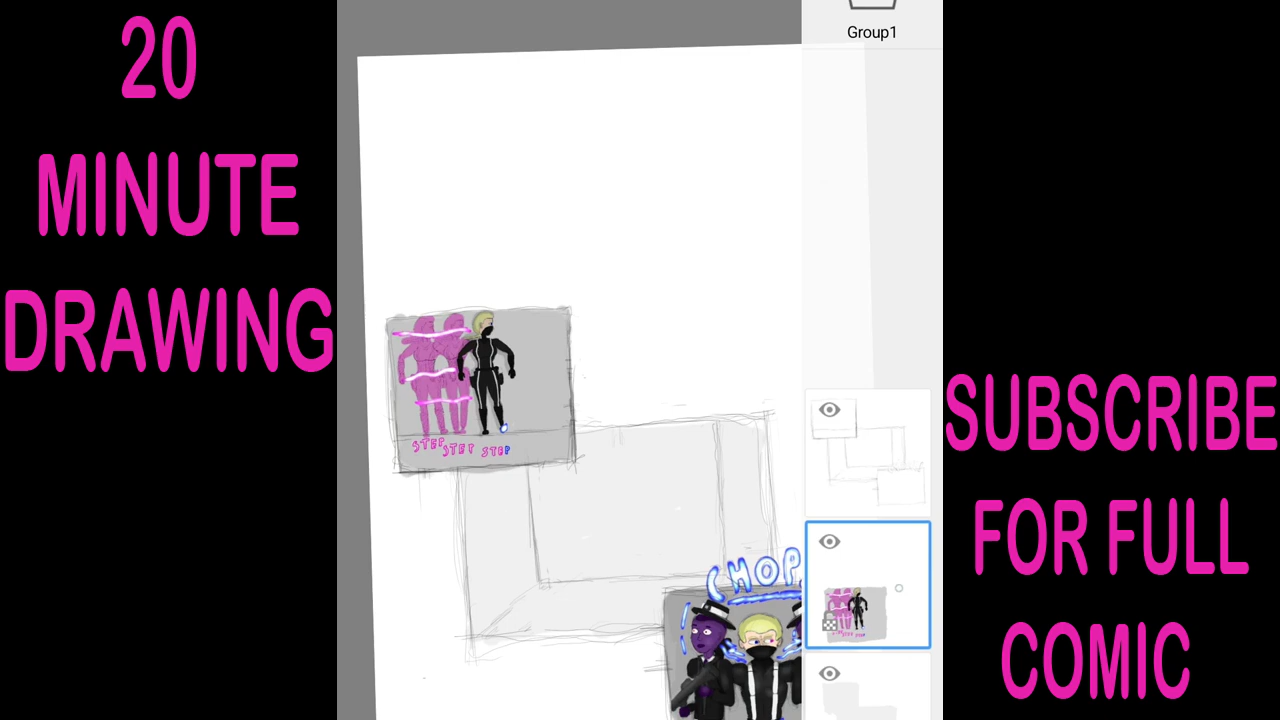 20
MINUTE
DRAWING
Group1
STEP STEP STEP
CHOP
SUBSCRIBE
FOR FULL
COMIC